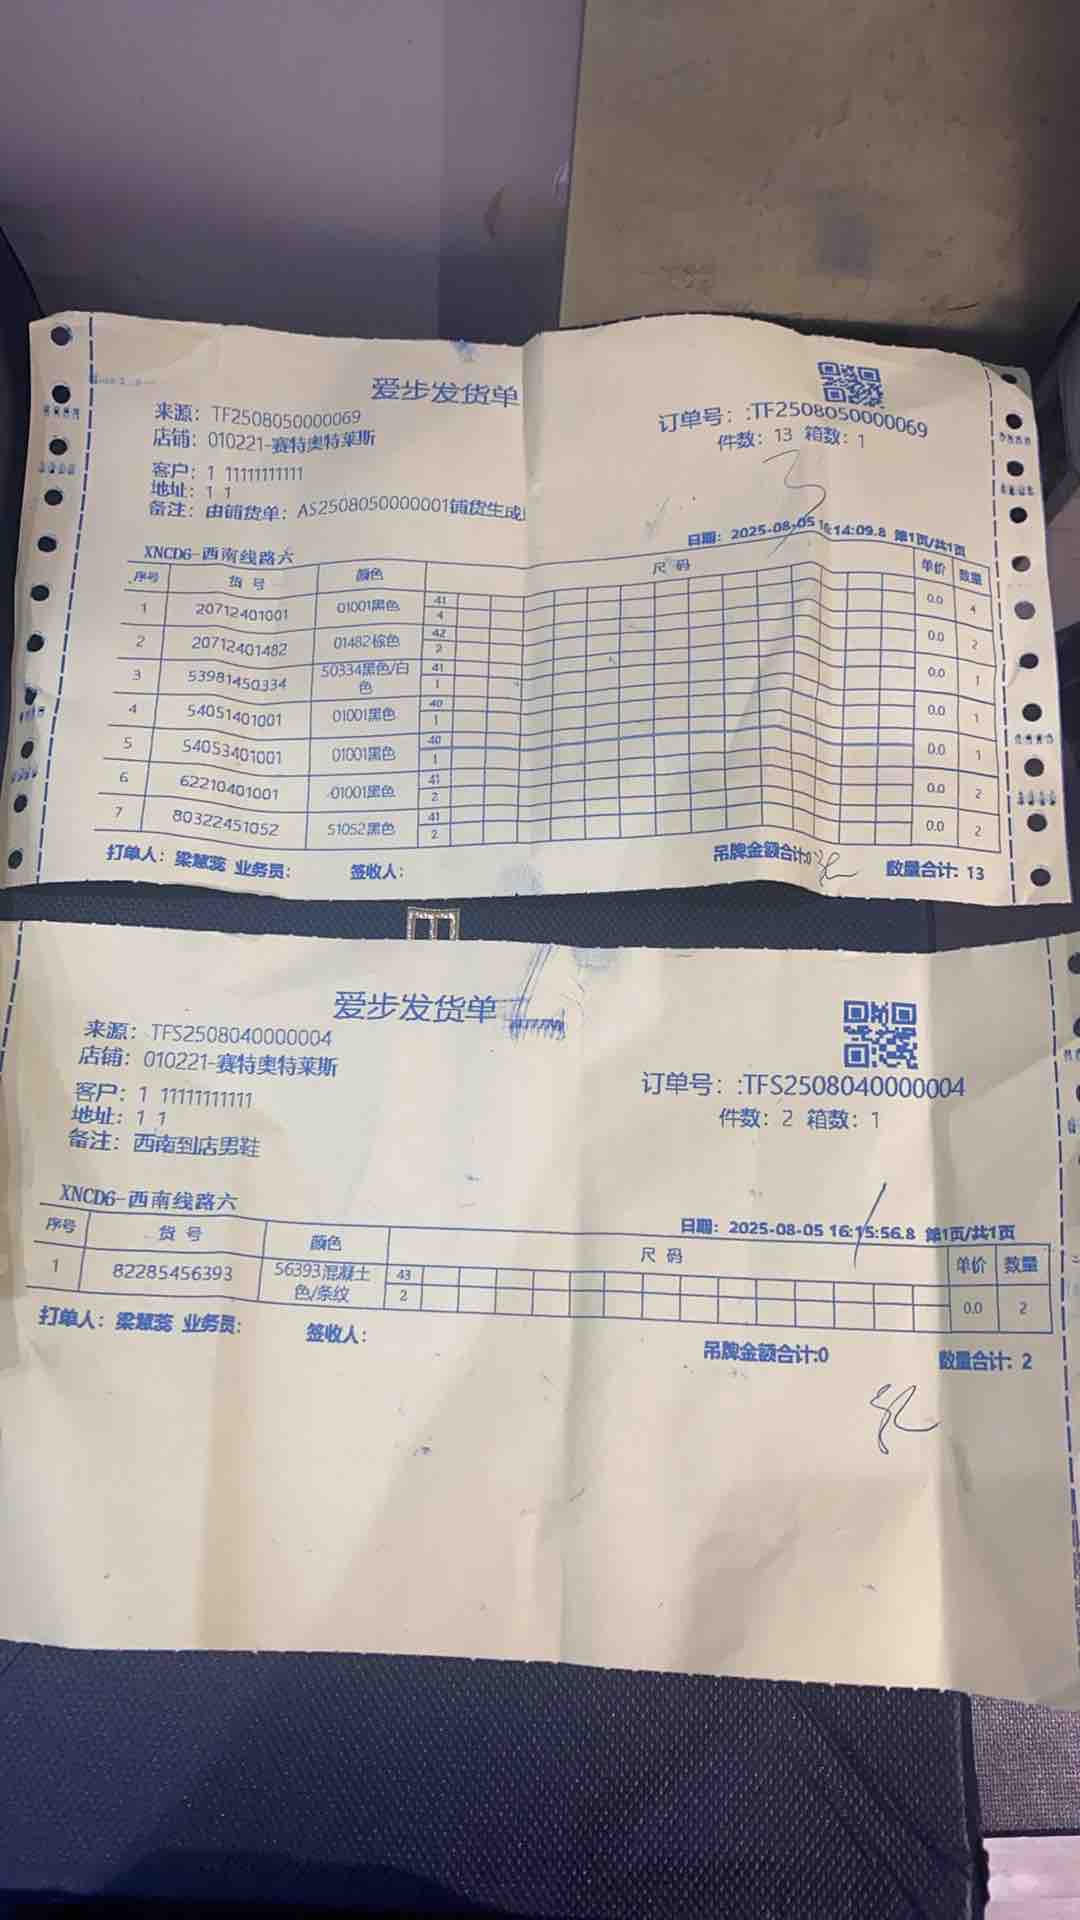 爱步发货单
来源：TF2508050000069
店铺：010221-赛特奥特莱斯
订单号：:TF2508050000069
件数：13 箱数：1
客户：1 11111111111
地址：1 1
备注：由铺货单：AS2508050000001铺货生成
XNCD6-西南线路六
日期：2025-08-05 14:09.8 第1页/共1页
序号 货号 颜色 尺码 单价 数量
1 20712401001 01001黑色 41 4 0.0 4
2 20712401482 01482棕色 42 2 0.0 2
3 53981450334 50334黑色/白色 41 1 0.0 1
4 54051401001 01001黑色 40 1 0.0 1
5 54053401001 01001黑色 40 1 0.0 1
6 62210401001 01001黑色 41 2 0.0 2
7 80322451052 51052黑色 41 2 0.0 2
打单人：梁慧蕊 业务员： 签收人： 吊牌金额合计:0 数量合计: 13
爱步发货单
来源：TFS2508040000004
店铺：010221-赛特奥特莱斯
订单号：:TFS2508040000004
件数：2 箱数：1
客户：1 11111111111
地址：1 1
备注：西南到店男鞋
XNCD6-西南线路六
日期：2025-08-05 16:15:56.8 第1页/共1页
序号 货号 颜色 尺码 单价 数量
1 82285456393 56393混凝土色/条纹 43 2 0.0 2
打单人：梁慧蕊 业务员： 签收人： 吊牌金额合计:0 数量合计: 2